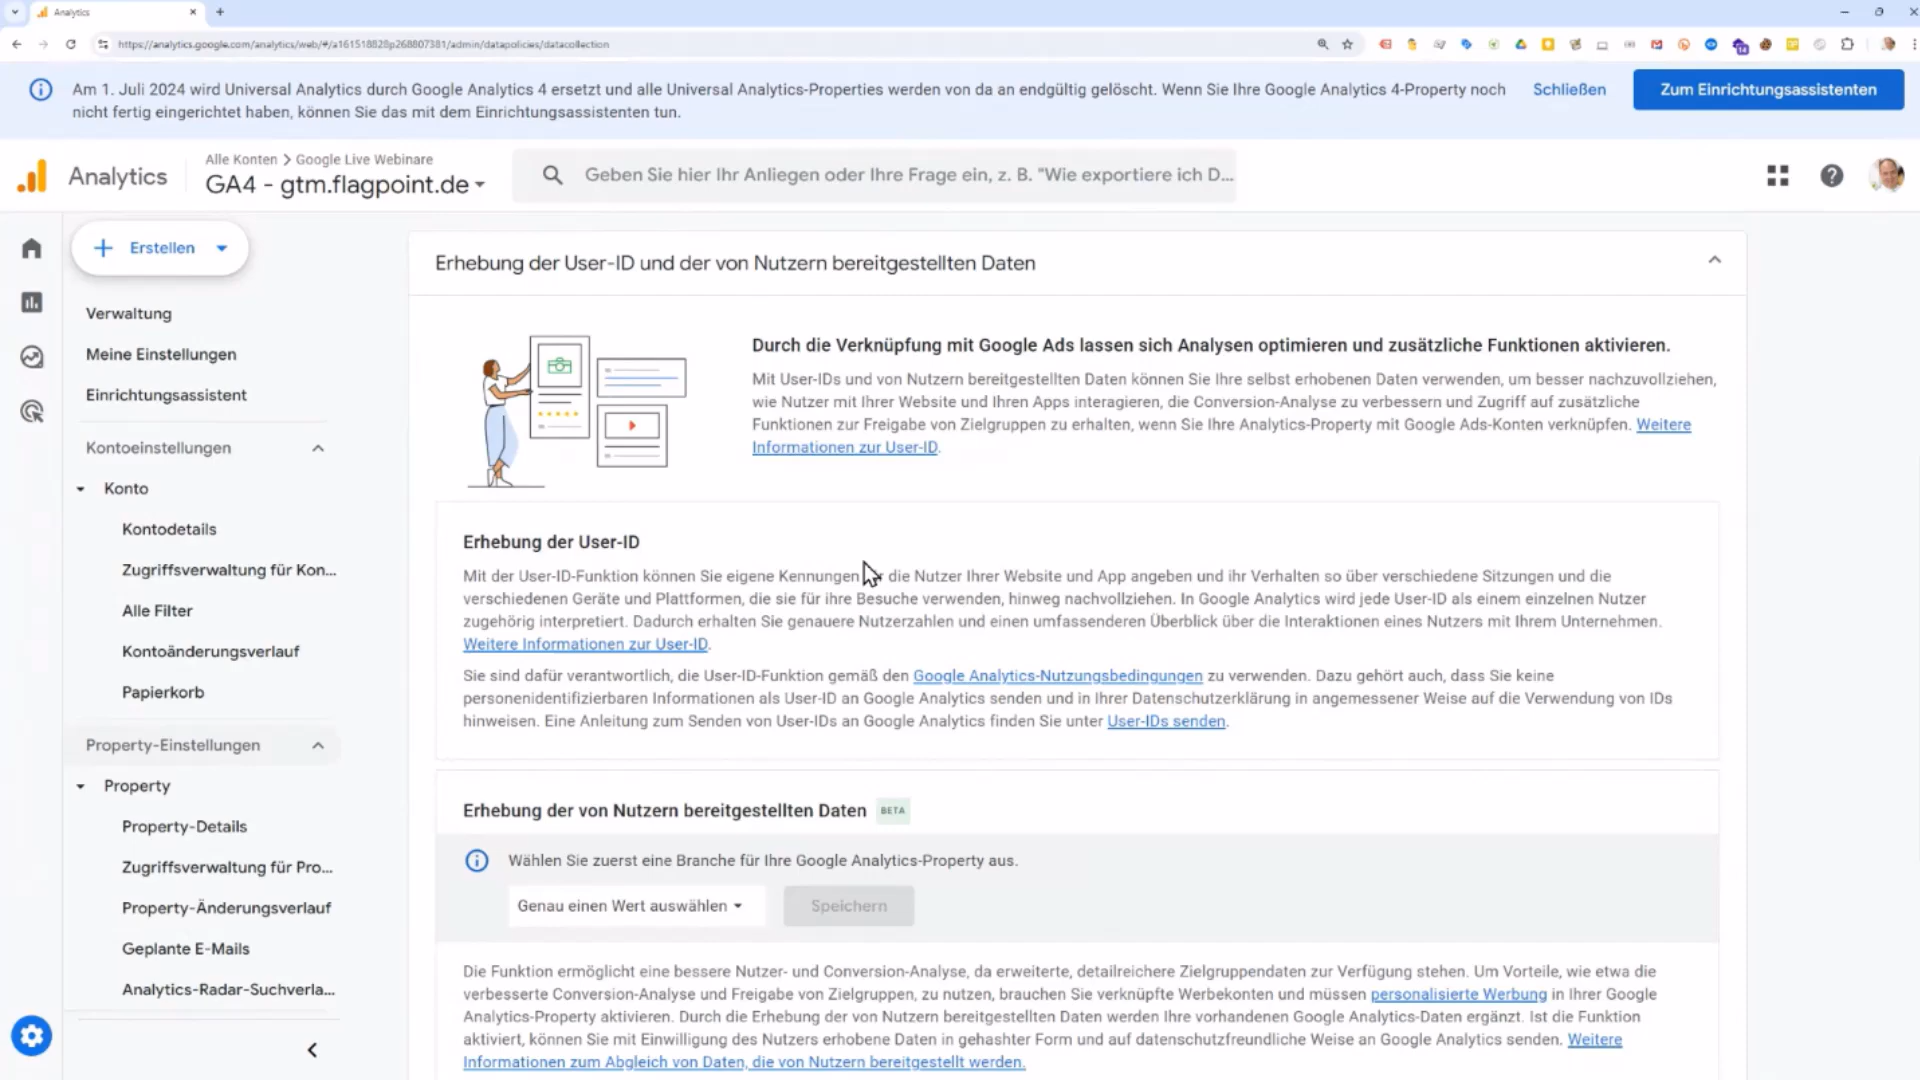 Analytics
https://analytics.google.com/analytics/web/#/a161518828p268807381/admin/datapolicies/datacollection
Am 1. Juli 2024 wird Universal Analytics durch Google Analytics 4 ersetzt und alle Universal Analytics-Properties werden von da an endgültig gelöscht. Wenn Sie Ihre Google Analytics 4-Property noch
nicht fertig eingerichtet haben, können Sie das mit dem Einrichtungsassistenten tun.
Schließen
Zum Einrichtungsassistenten
Analytics
Alle Konten > Google Live Webinare
GA4 - gtm.flagpoint.de
Geben Sie hier Ihr Anliegen oder Ihre Frage ein, z. B. "Wie exportiere ich D...
Erstellen
Verwaltung
Meine Einstellungen
Einrichtungsassistent
Kontoeinstellungen
Konto
Kontodetails
Zugriffsverwaltung für Kon...
Alle Filter
Kontoänderungsverlauf
Papierkorb
Property-Einstellungen
Property
Property-Details
Zugriffsverwaltung für Pro...
Property-Änderungsverlauf
Geplante E-Mails
Analytics-Radar-Suchverla...
Erhebung der User-ID und der von Nutzern bereitgestellten Daten
Durch die Verknüpfung mit Google Ads lassen sich Analysen optimieren und zusätzliche Funktionen aktivieren.
Mit User-IDs und von Nutzern bereitgestellten Daten können Sie Ihre selbst erhobenen Daten verwenden, um besser nachzuvollziehen,
wie Nutzer mit Ihrer Website und Ihren Apps interagieren, die Conversion-Analyse zu verbessern und Zugriff auf zusätzliche
Funktionen zur Freigabe von Zielgruppen zu erhalten, wenn Sie Ihre Analytics-Property mit Google Ads-Konten verknüpfen. Weitere
Informationen zur User-ID.
Erhebung der User-ID
Mit der User-ID-Funktion können Sie eigene Kennungen die Nutzer Ihrer Website und App angeben und ihr Verhalten so über verschiedene Sitzungen und die
verschiedenen Geräte und Plattformen, die sie für ihre Besuche verwenden, hinweg nachvollziehen. In Google Analytics wird jede User-ID als einem einzelnen Nutzer
zugehörig interpretiert. Dadurch erhalten Sie genauere Nutzerzahlen und einen umfassenderen Überblick über die Interaktionen eines Nutzers mit Ihrem Unternehmen.
Weitere Informationen zur User-ID.
Sie sind dafür verantwortlich, die User-ID-Funktion gemäß den Google Analytics-Nutzungsbedingungen zu verwenden. Dazu gehört auch, dass Sie keine
personenidentifizierbaren Informationen als User-ID an Google Analytics senden und in Ihrer Datenschutzerklärung in angemessener Weise auf die Verwendung von IDs
hinweisen. Eine Anleitung zum Senden von User-IDs an Google Analytics finden Sie unter User-IDs senden.
Erhebung der von Nutzern bereitgestellten Daten BETA
Wählen Sie zuerst eine Branche für Ihre Google Analytics-Property aus.
Genau einen Wert auswählen
Speichern
Die Funktion ermöglicht eine bessere Nutzer- und Conversion-Analyse, da erweiterte, detailreichere Zielgruppendaten zur Verfügung stehen. Um Vorteile, wie etwa die
verbesserte Conversion-Analyse und Freigabe von Zielgruppen, zu nutzen, brauchen Sie verknüpfte Werbekonten und müssen personalisierte Werbung in Ihrer Google
Analytics-Property aktivieren. Durch die Erhebung der von Nutzern bereitgestellten Daten werden Ihre vorhandenen Google Analytics-Daten ergänzt. Ist die Funktion
aktiviert, können Sie mit Einwilligung des Nutzers erhobene Daten in gehashter Form und auf datenschutzfreundliche Weise an Google Analytics senden. Weitere
Informationen zum Abgleich von Daten, die von Nutzern bereitgestellt werden.